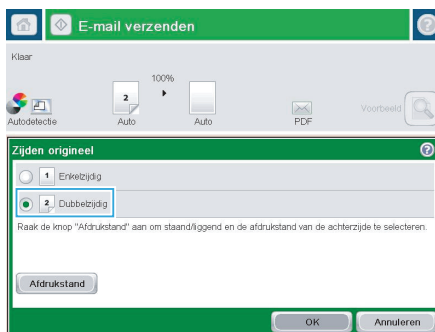 E-mail verzenden
Klaar
100%
2
Autodetectie
Auto
Auto
PDF
Voorbeeld
Zijden origineel
1 Enkelzijdig
2 Dubbelzijdig
Raak de knop "Afdrukstand" aan om staand/liggend en de afdrukstand van de achterzijde te selecteren.
Afdrukstand
OK
Annuleren